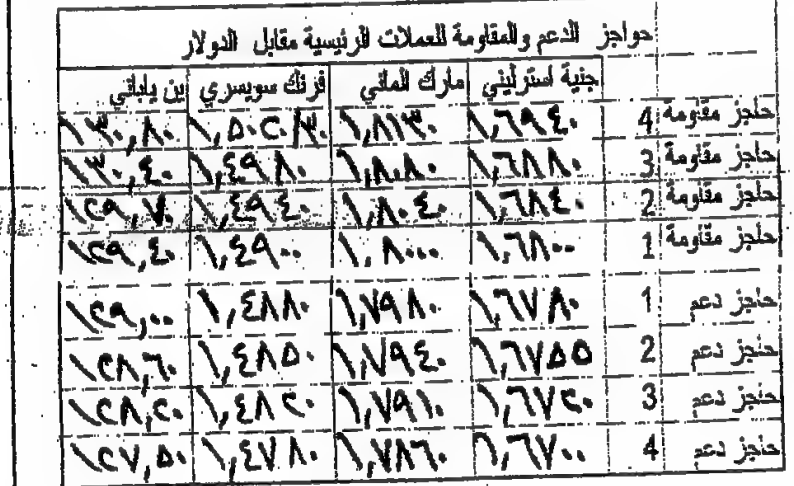 حواجز الدعم والمقاومة للعملات الرئيسية مقابل الدولار
جنية استرليني مارك الماني فرنك سويسري ين ياباني
حاجز مقاومة 4 ١,٦٩٤٠ ١,٨١٣٠ ١,٥٠٢٠/٣٠ ١٣٠,٨٠
حاجز مقاومة 3 ١,٦٨٨٠ ١,٨٠٨٠ ١,٤٩٨٠ ١٣٠,٤٠
حاجز مقاومة 2 ١,٦٨٤٠ ١,٨٠٤٠ ١,٤٩٤٠ ١٢٩,٧٠
حاجز مقاومة 1 ١,٦٨٠٠ ١,٨٠٠٠ ١,٤٩٠٠ ١٢٩,٤٠
حاجز دعم 1 ١,٦٧٨٠ ١,٧٩٨٠ ١,٤٨٨٠ ١٢٩,٠٠
حاجز دعم 2 ١,٦٧٥٥ ١,٧٩٤٠ ١,٤٨٥٠ ١٢٨,٦٠
حاجز دعم 3 ١,٦٧٢٠ ١,٧٩١٠ ١,٤٨٢٠ ١٢٨,٢٠
حاجز دعم 4 ١,٦٧٠٠ ١,٧٨٦٠ ١,٤٧٨٠ ١٢٧,٥٠